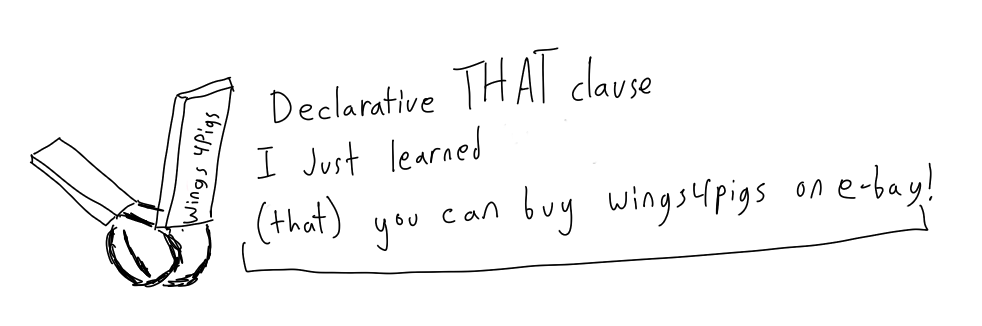 Declarative THAT clause
I Just learned
(that) you can buy wings4pigs on e-bay!
Wings 4Pigs